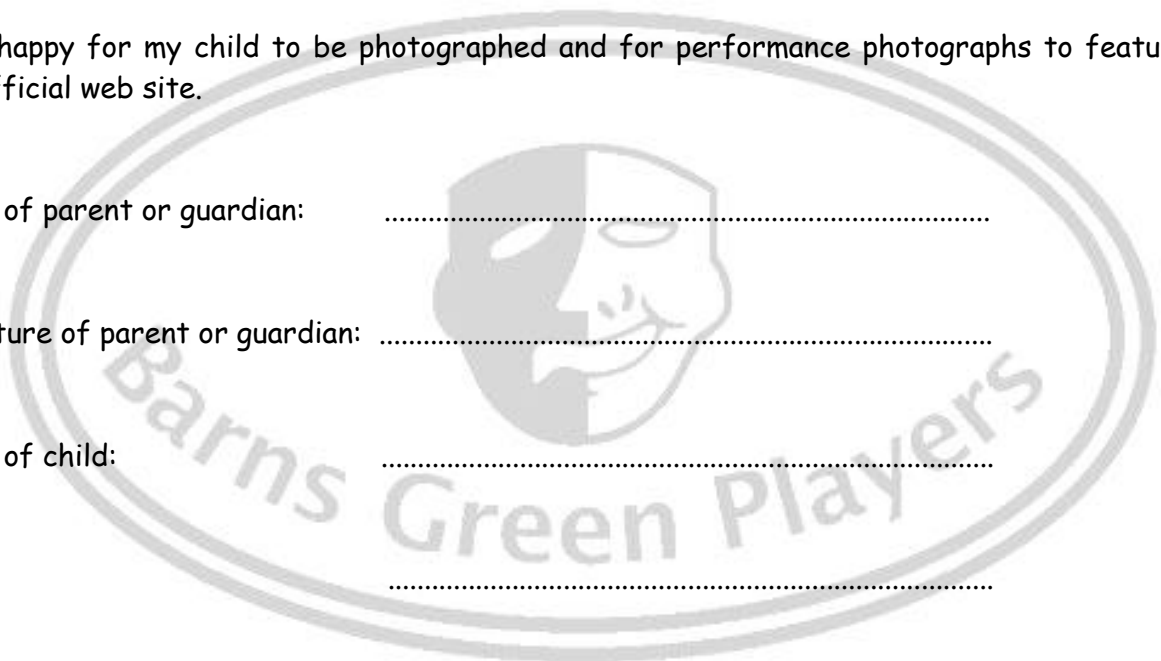 happy for my child to be photographed and for performance photographs to featu
ficial web site.
of parent or guardian: ...................................................................................
ture of parent or guardian: ....................................................................................
of child: ....................................................................................
...................................................................................
Barns Green Players